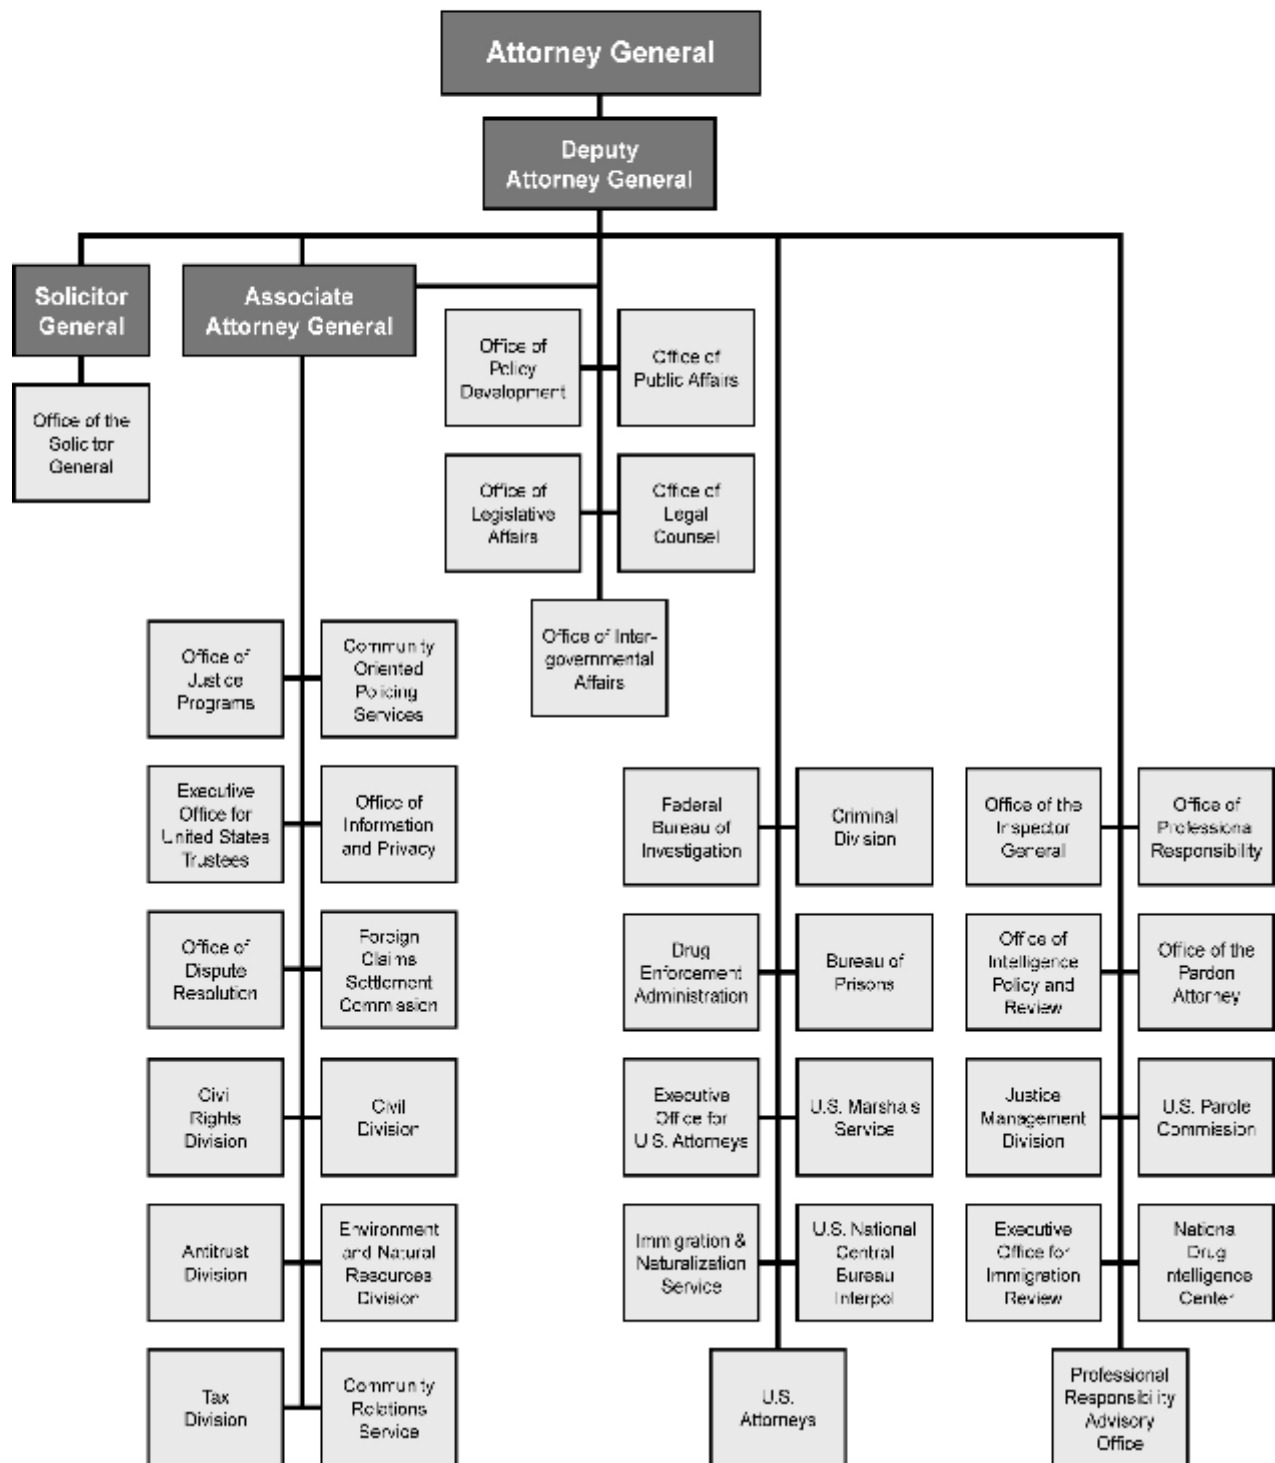 Attorney General
Deputy
Attorney General
Solicitor
General
Associate
Attorney General
Office of the
Solicitor
General
Office of
Policy
Development
Office of
Public Affairs
Office of
Legislative
Affairs
Office of
Legal
Counsel
Office of Inter-
governmental
Affairs
Office of
Justice
Programs
Community
Oriented
Policing
Services
Executive
Office for
United States
Trustees
Office of
Information
and Privacy
Office of
Dispute
Resolution
Foreign
Claims
Settlement
Commission
Civil
Rights
Division
Civil
Division
Antitrust
Division
Environment
and Natural
Resources
Division
Tax
Division
Community
Relations
Service
Federal
Bureau of
Investigation
Criminal
Division
Drug
Enforcement
Administration
Bureau of
Prisons
Executive
Office for
U.S. Attorneys
U.S. Marshals
Service
Immigration &
Naturalization
Service
U.S. National
Central
Bureau
Interpol
U.S.
Attorneys
Office of the
Inspector
General
Office of
Professional
Responsibility
Office of
Intelligence
Policy and
Review
Office of the
Pardon
Attorney
Justice
Management
Division
U.S. Parole
Commission
Executive
Office for
Immigration
Review
National
Drug
Intelligence
Center
Professional
Responsibility
Advisory
Office